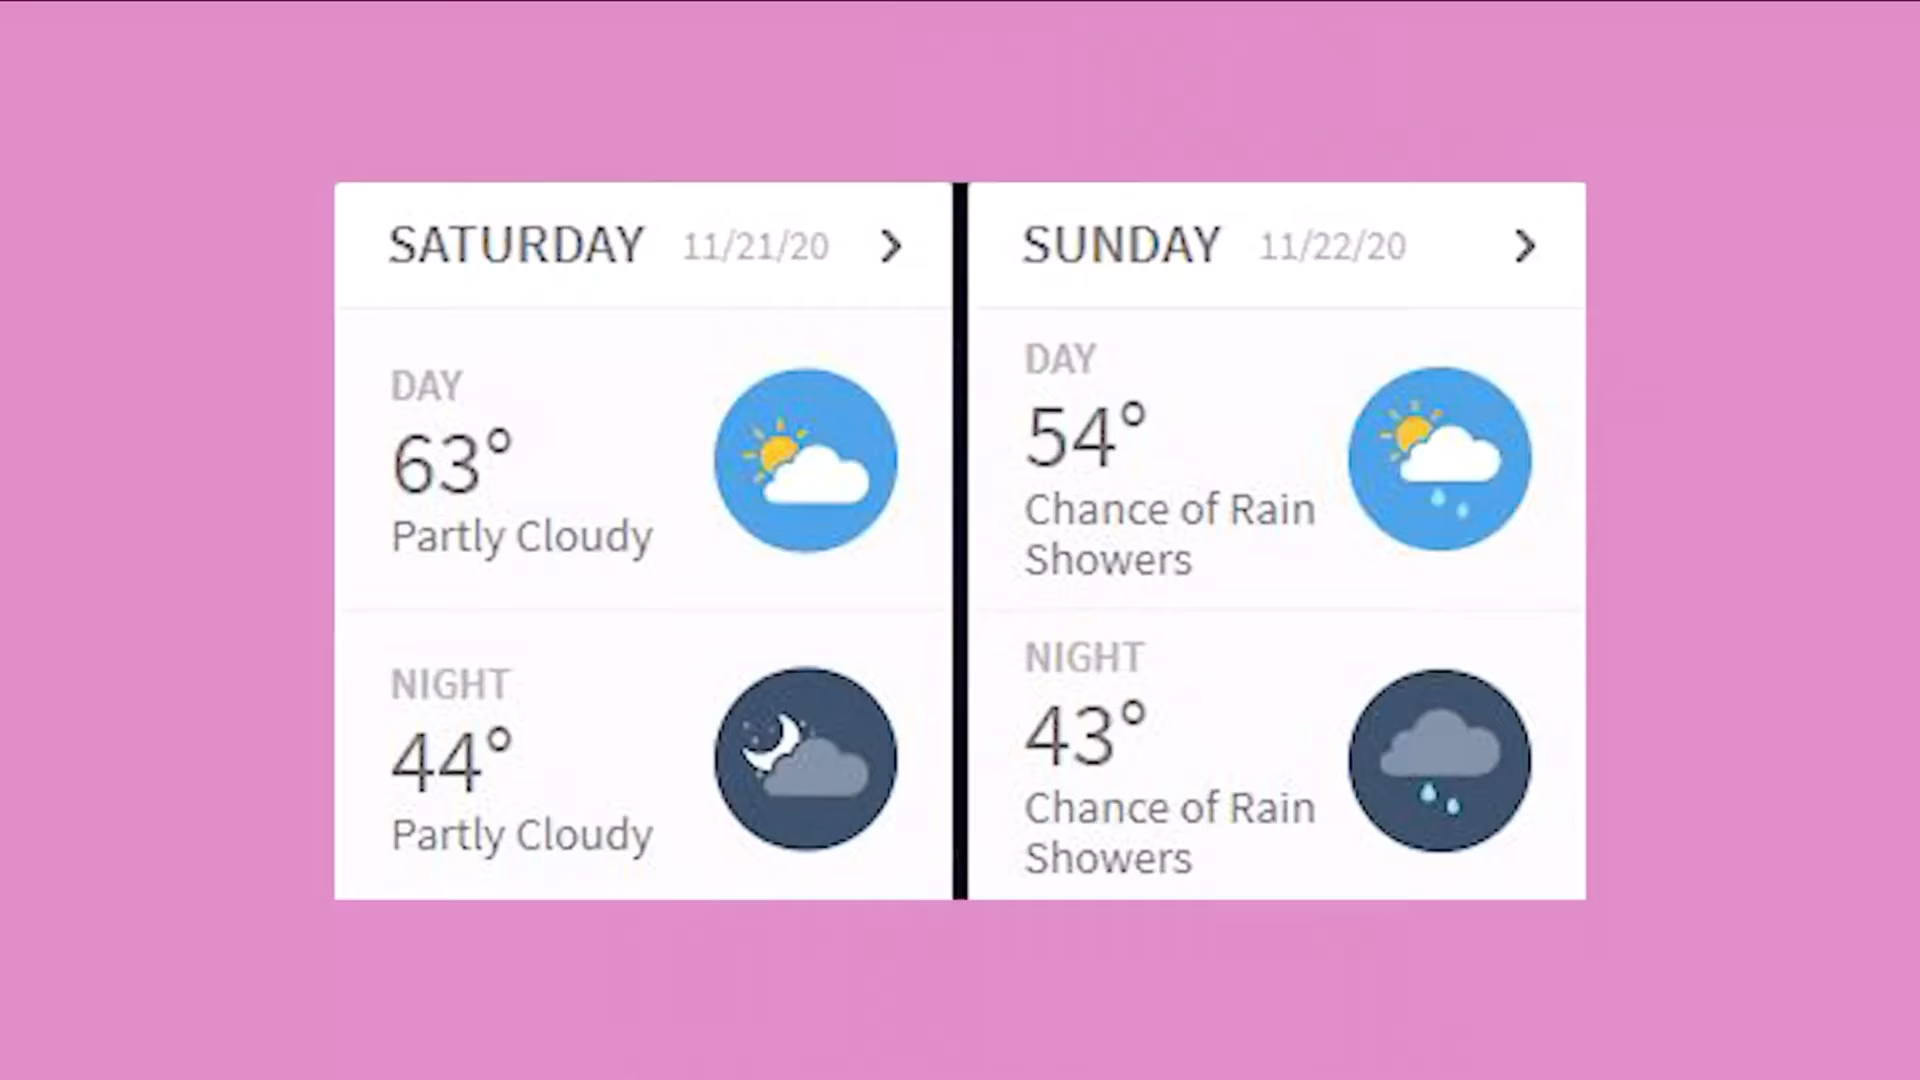 SATURDAY 11/21/20
DAY
63°
Partly Cloudy
NIGHT
44°
Partly Cloudy
SUNDAY 11/22/20
DAY
54°
Chance of Rain
Showers
NIGHT
43°
Chance of Rain
Showers